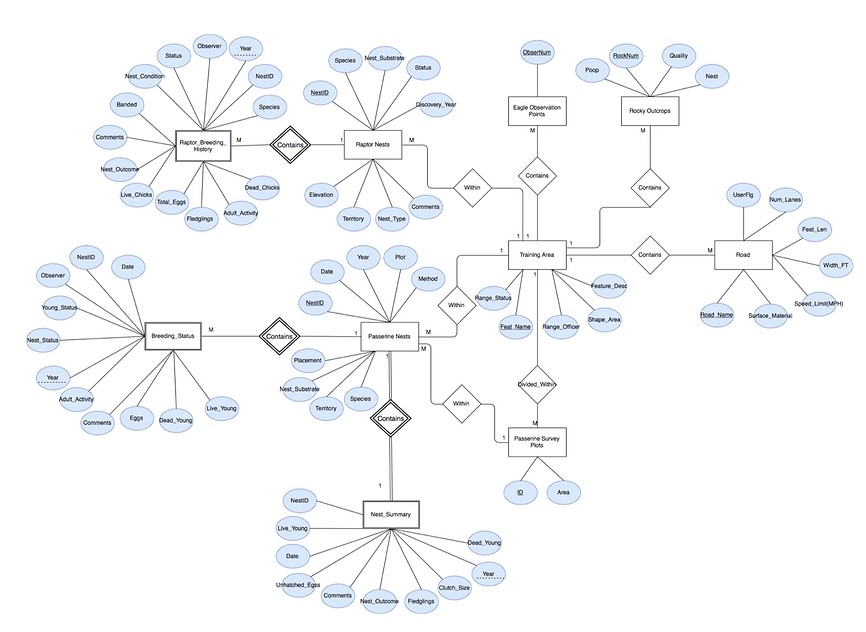 Observer
Year
Status
Nest_Condition
NestID
Banded
Species
Comments
Raptor_Breeding_
History
M
Contains
1
Nest_Outcome
Live_Chicks
Total_Eggs
Fledglings
Adult_Activity
Dead_Chicks
Species
Nest_Substrate
Status
NestID
Discovery_Year
Raptor Nests
M
Elevation
Territory
Nest_Type
Comments
Within
1
ObserNum
Eagle Observation
Points
M
Contains
1
Poop
RockNum
Quality
Nest
Rocky Outcrops
M
Contains
1
Training Area
1
Contains
M
Road
UserFlg
Num_Lanes
Feat_Len
Width_FT
Speed_Limit(MPH)
Surface_Material
Road_Name
Range_Status
Feat_Name
Range_Officer
Shape_Area
Feature_Desc
1
Divided_Within
M
Passerine Survey
Plots
ID
Area
NestID
Date
Observer
Young_Status
Nest_Status
Year
Adult_Activity
Comments
Eggs
Dead_Young
Live_Young
Breeding_Status
M
Contains
1
Passerine Nests
Date
Year
Plot
Method
NestID
Placement
Nest_Substrate
Territory
Species
M
Within
1
M
Within
1
1
Contains
1
Nest_Summary
NestID
Live_Young
Date
Unhatched_Egss
Comments
Nest_Outcome
Fledglings
Clutch_Size
Year
Dead_Young